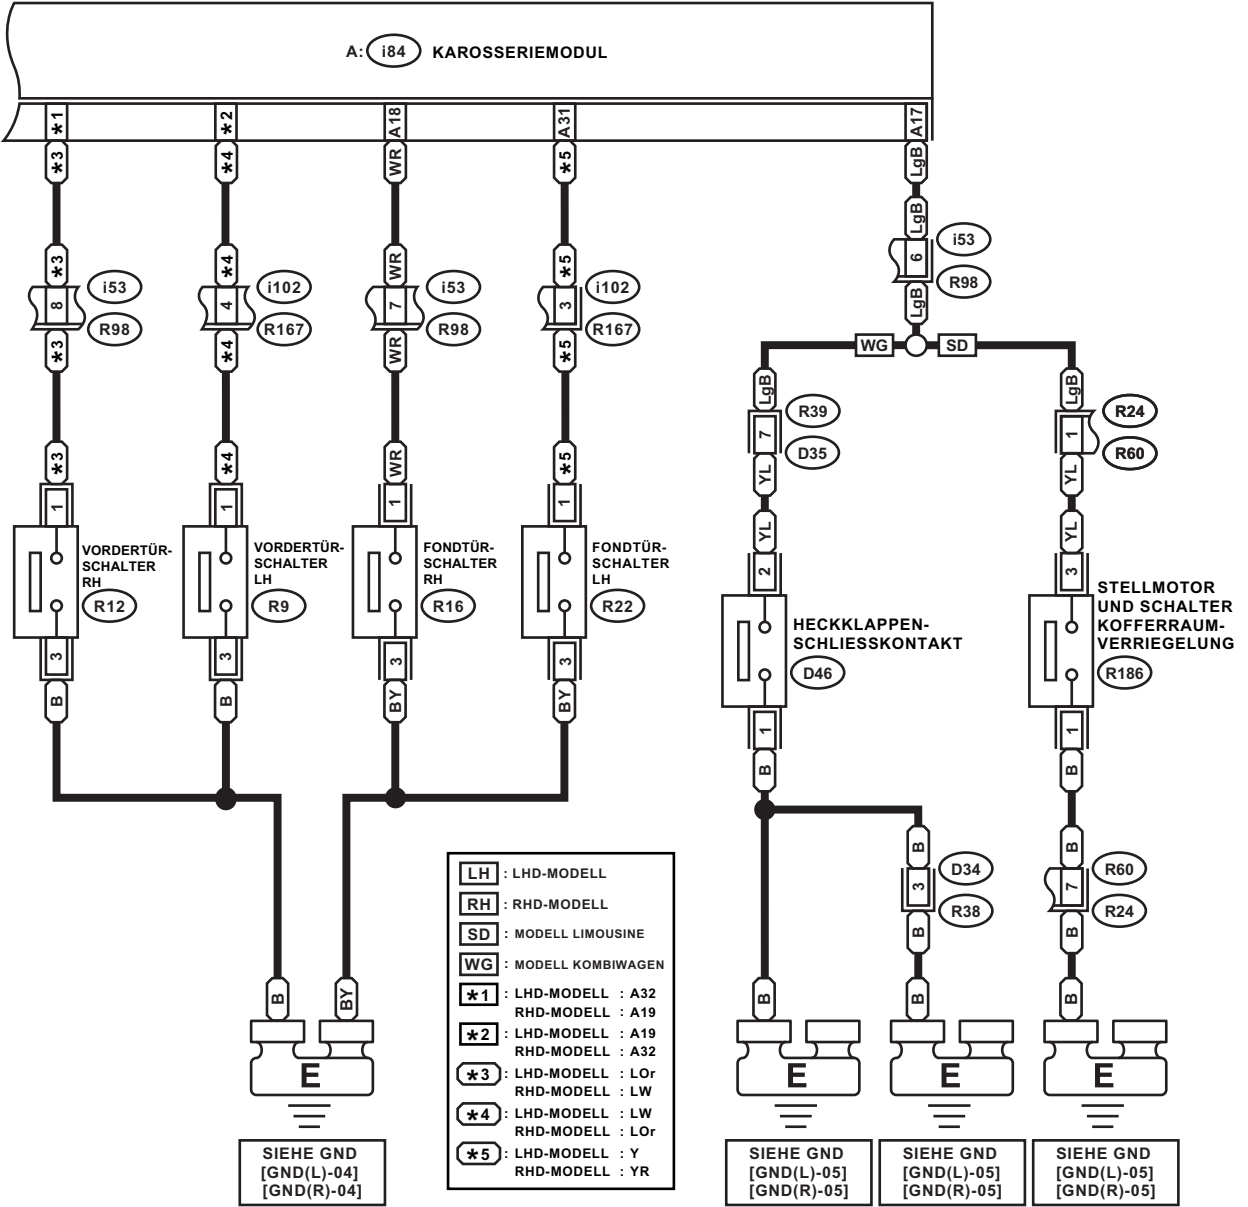 A: i84 KAROSSERIEMODUL
*1 *2 A18 A31 A17
*3 *4 WR *5 LgB
LgB
6 i53
R98
LgB
*3 *4 WR *5
8 i53 4 i102 7 i53 3 i102
R98 R167 R98 R167
*3 *4 WR *5
WG SD
LgB LgB
7 R39 1 R24
D35 R60
YL YL
*3 *4 WR *5
1 1 1 1
YL YL
2 3
VORDERTÜR-
SCHALTER
RH
R12
VORDERTÜR-
SCHALTER
LH
R9
FONDTÜR-
SCHALTER
RH
R16
FONDTÜR-
SCHALTER
LH
R22
HECKKLAPPEN-
SCHLIESSKONTAKT
D46
STELLMOTOR
UND SCHALTER
KOFFERRAUM-
VERRIEGELUNG
R186
3 3 3 3
B B BY BY
1 1
B B
B B
3 D34 7 R60
R38 R24
B B
LH : LHD-MODELL
RH : RHD-MODELL
SD : MODELL LIMOUSINE
WG : MODELL KOMBIWAGEN
*1 : LHD-MODELL : A32
RHD-MODELL : A19
*2 : LHD-MODELL : A19
RHD-MODELL : A32
*3 : LHD-MODELL : LOr
RHD-MODELL : LW
*4 : LHD-MODELL : LW
RHD-MODELL : LOr
*5 : LHD-MODELL : Y
RHD-MODELL : YR
B BY B B B
E E E E
SIEHE GND
[GND(L)-04]
[GND(R)-04]
SIEHE GND
[GND(L)-05]
[GND(R)-05]
SIEHE GND
[GND(L)-05]
[GND(R)-05]
SIEHE GND
[GND(L)-05]
[GND(R)-05]